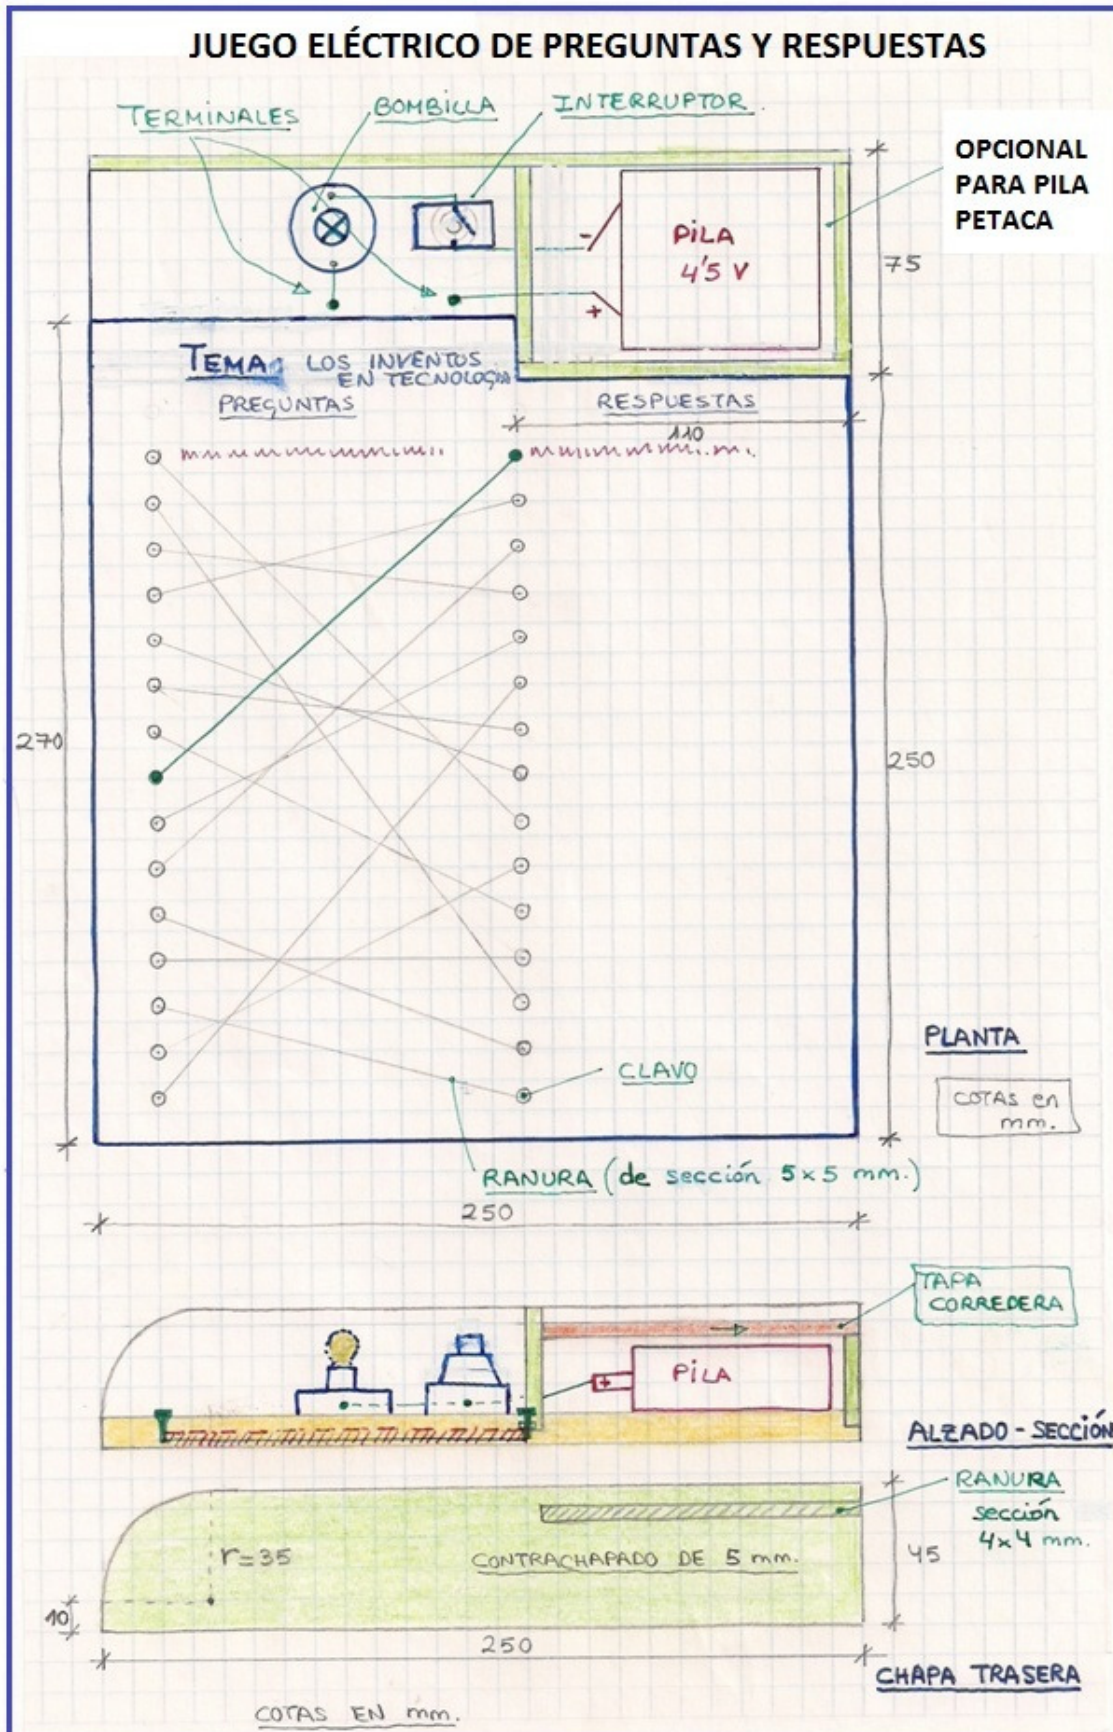 JUEGO ELÉCTRICO DE PREGUNTAS Y RESPUESTAS
TERMINALES
BOMBILLA
INTERRUPTOR
OPCIONAL
PARA PILA
PETACA
PILA
4'5 V
-
+
75
TEMA: LOS INVENTOS
EN TECNOLOGIA
PREGUNTAS
RESPUESTAS
110
270
250
CLAVO
PLANTA
COTAS en
mm.
RANURA (de sección 5x5 mm.)
250
TAPA
CORREDERA
+
PILA
ALZADO-SECCIÓN
RANURA
sección
4x4 mm.
r=35
CONTRACHAPADO DE 5 mm.
45
10
250
CHAPA TRASERA
COTAS EN mm.